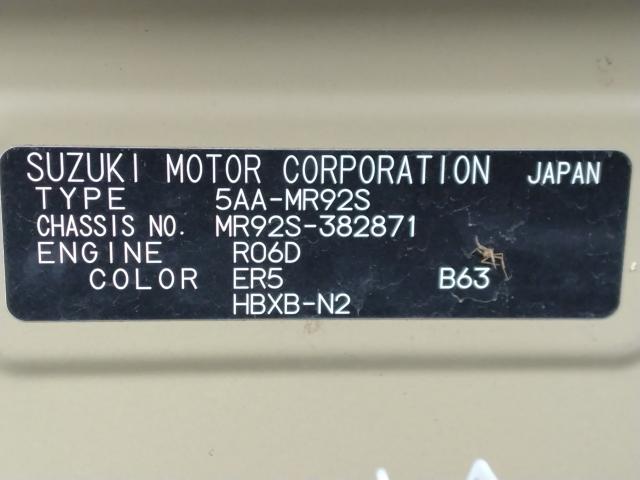 SUZUKI MOTOR CORPORATION JAPAN
TYPE 5AA-MR92S
CHASSIS NO. MR92S-382871
ENGINE R06D
COLOR ER5 B63
HBXB-N2